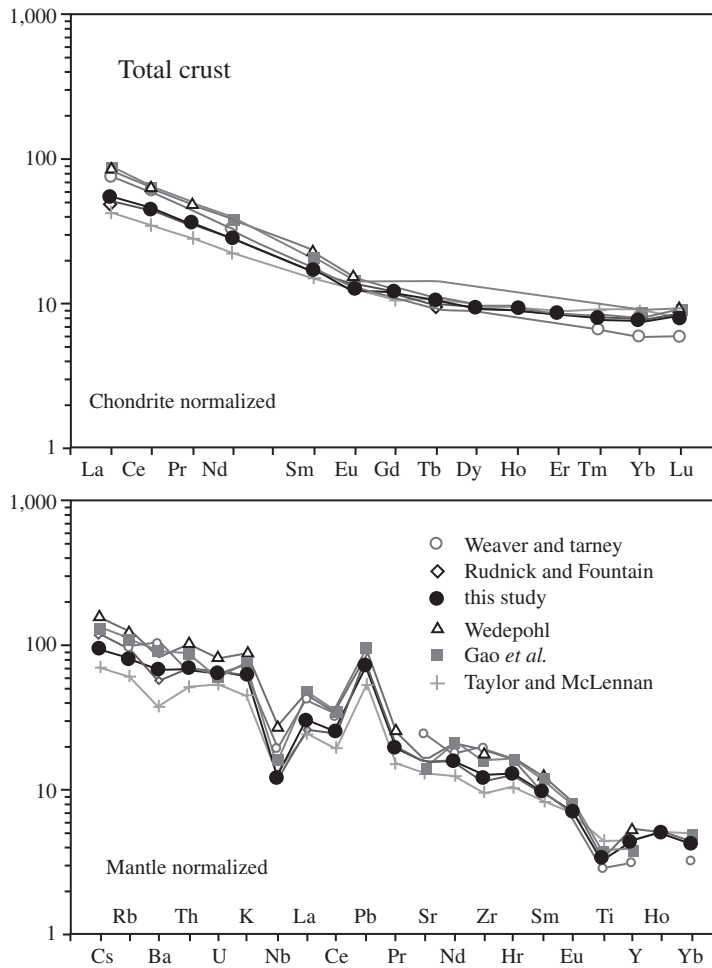 1,000
Total crust
100
10
Chondrite normalized
1
La Ce Pr Nd Sm Eu Gd Tb Dy Ho Er Tm Yb Lu
1,000
Weaver and tarney
Rudnick and Fountain
this study
100
Wedepohl
Gao et al.
Taylor and McLennan
10
Mantle normalized
Rb Th K La Pb Sr Zr Sm Ti Ho
1
Cs Ba U Nb Ce Pr Nd Hr Eu Y Yb